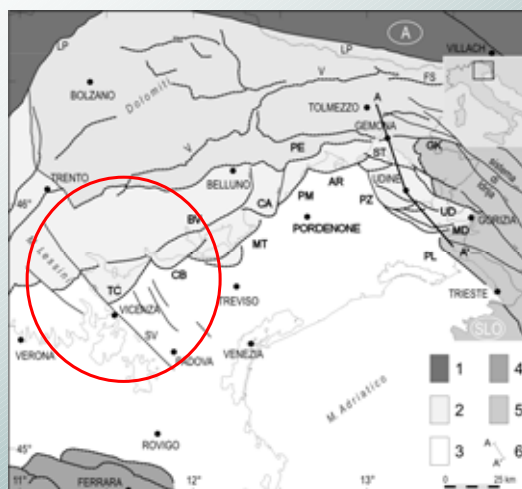 LP
A
VILLACH
LP
BOLZANO
Dolomiti
V
FS
TOLMEZZO
A
GEMONA
V
PE
ST
GK
TRENTO
BELLUNO
AR
UDINE
46°
CA
PM
PZ
UD
GORIZIA
BV
PORDENONE
MD
M. Lessini
MT
PL
A'
TC
CB
TREVISO
TRIESTE
VICENZA
SLO
SV
VERONA
PADOVA
VENEZIA
1
4
M. Adriatico
2
5
ROVIGO
45°
3
6
11°
12°
13°
0
25 km
FERRARA